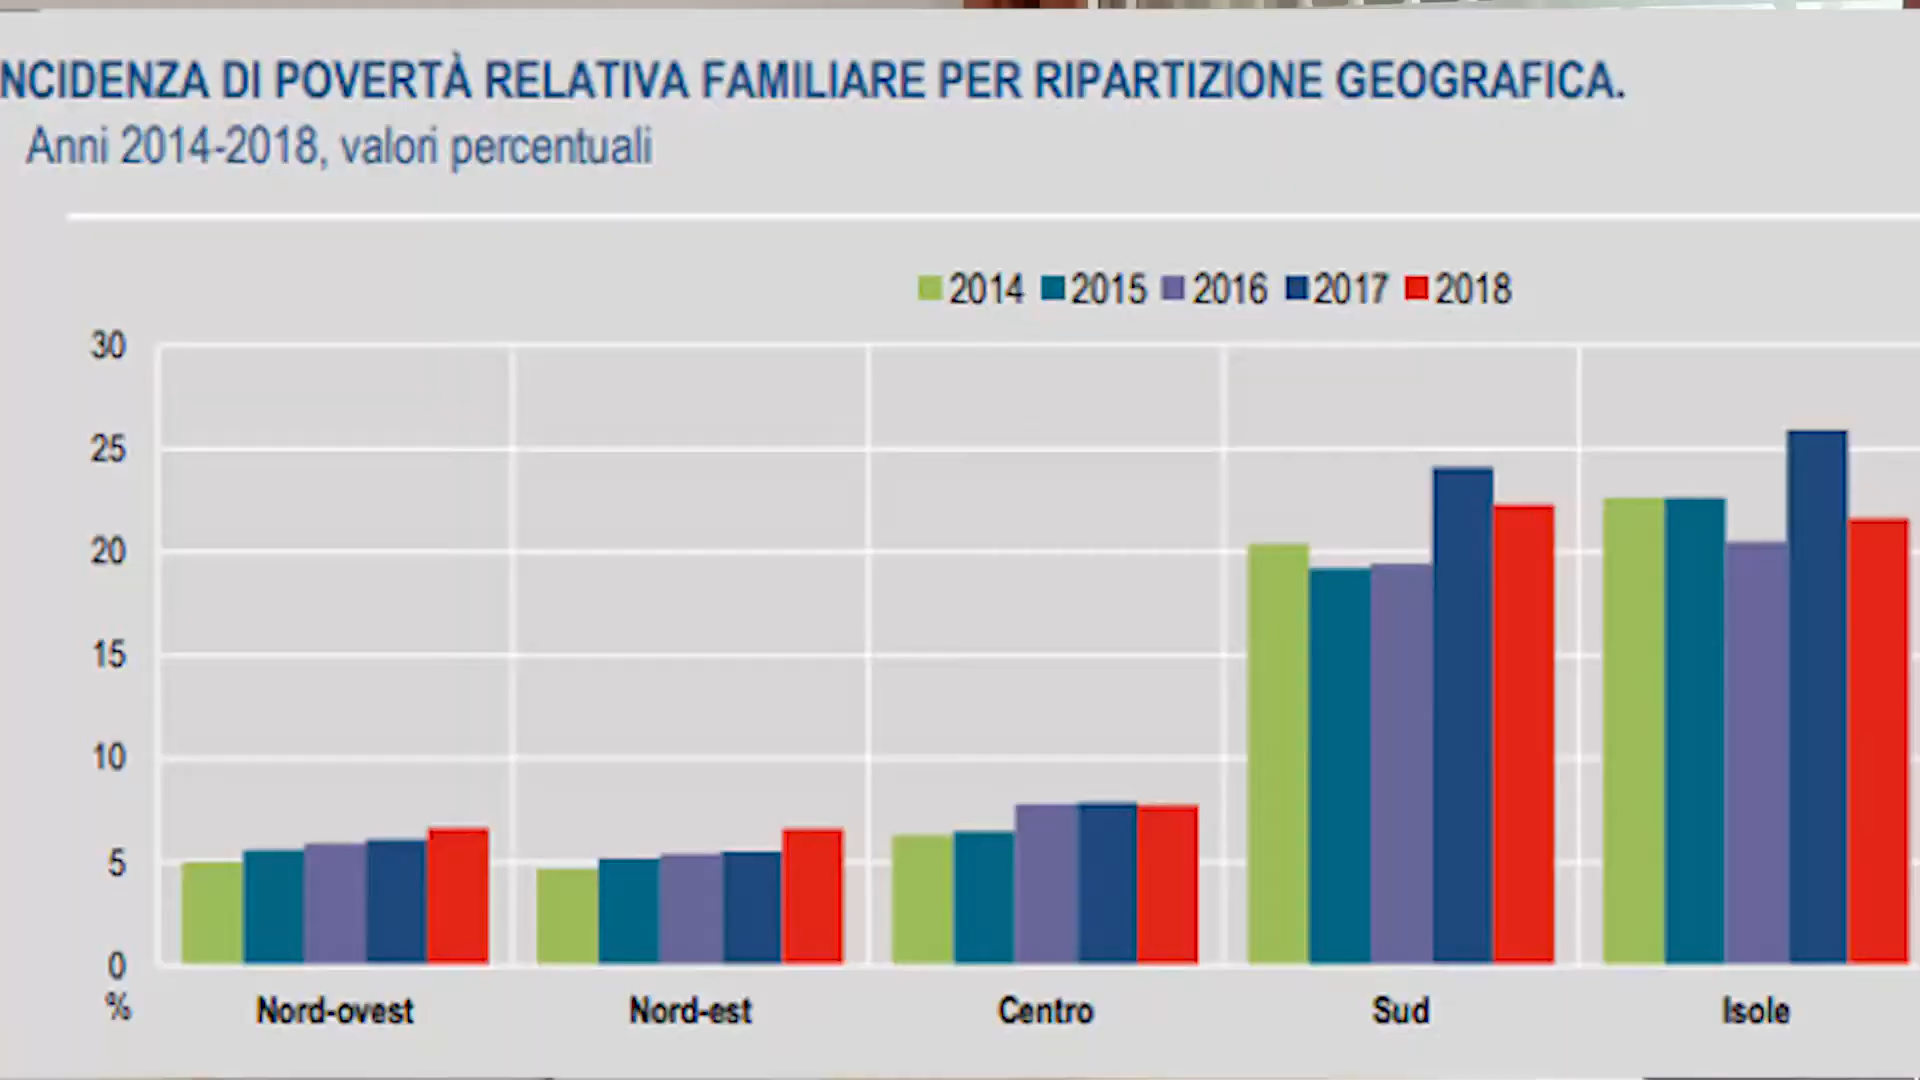 NCIDENZA DI POVERTÀ RELATIVA FAMILIARE PER RIPARTIZIONE GEOGRAFICA.
Anni 2014-2018, valori percentuali
2014 2015 2016 2017 2018
30
25
20
15
10
5
0
%
Nord-ovest Nord-est Centro Sud Isole